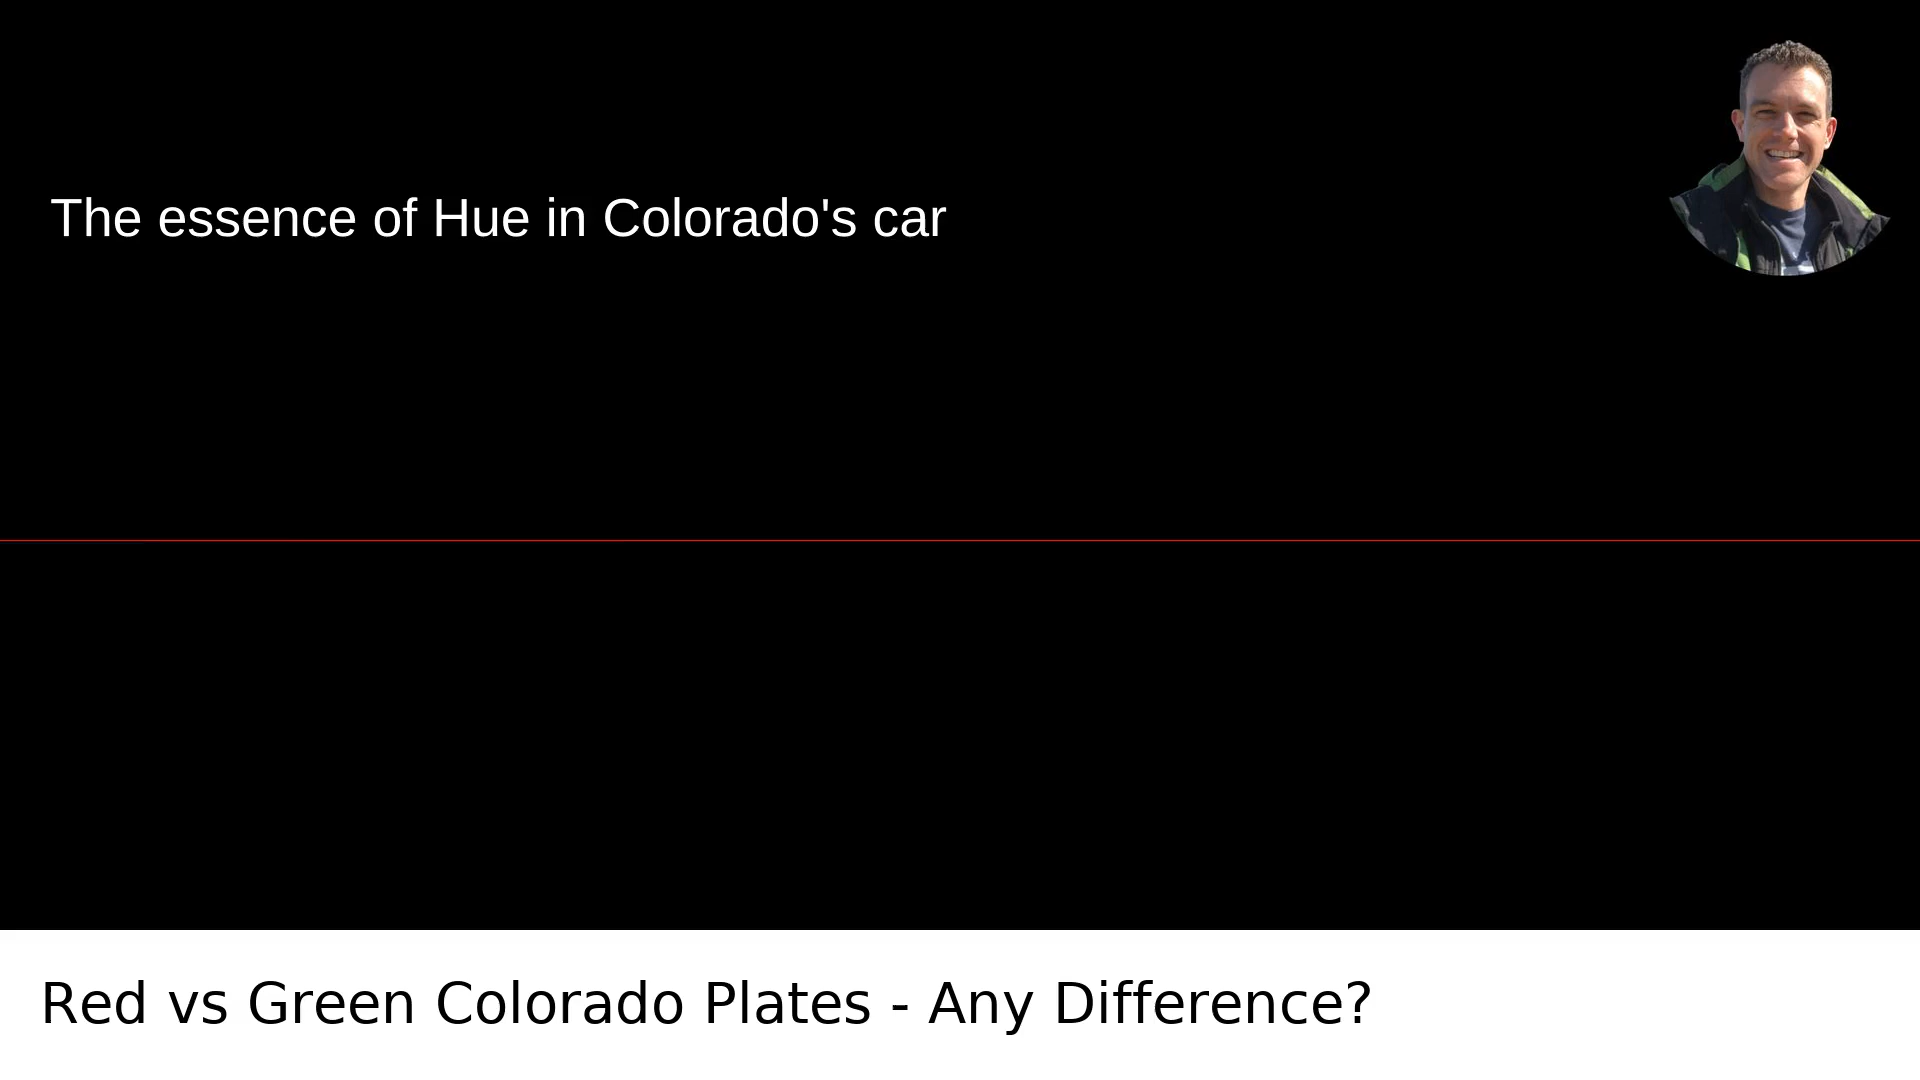 The essence of Hue in Colorado's car
Red vs Green Colorado Plates - Any Difference?